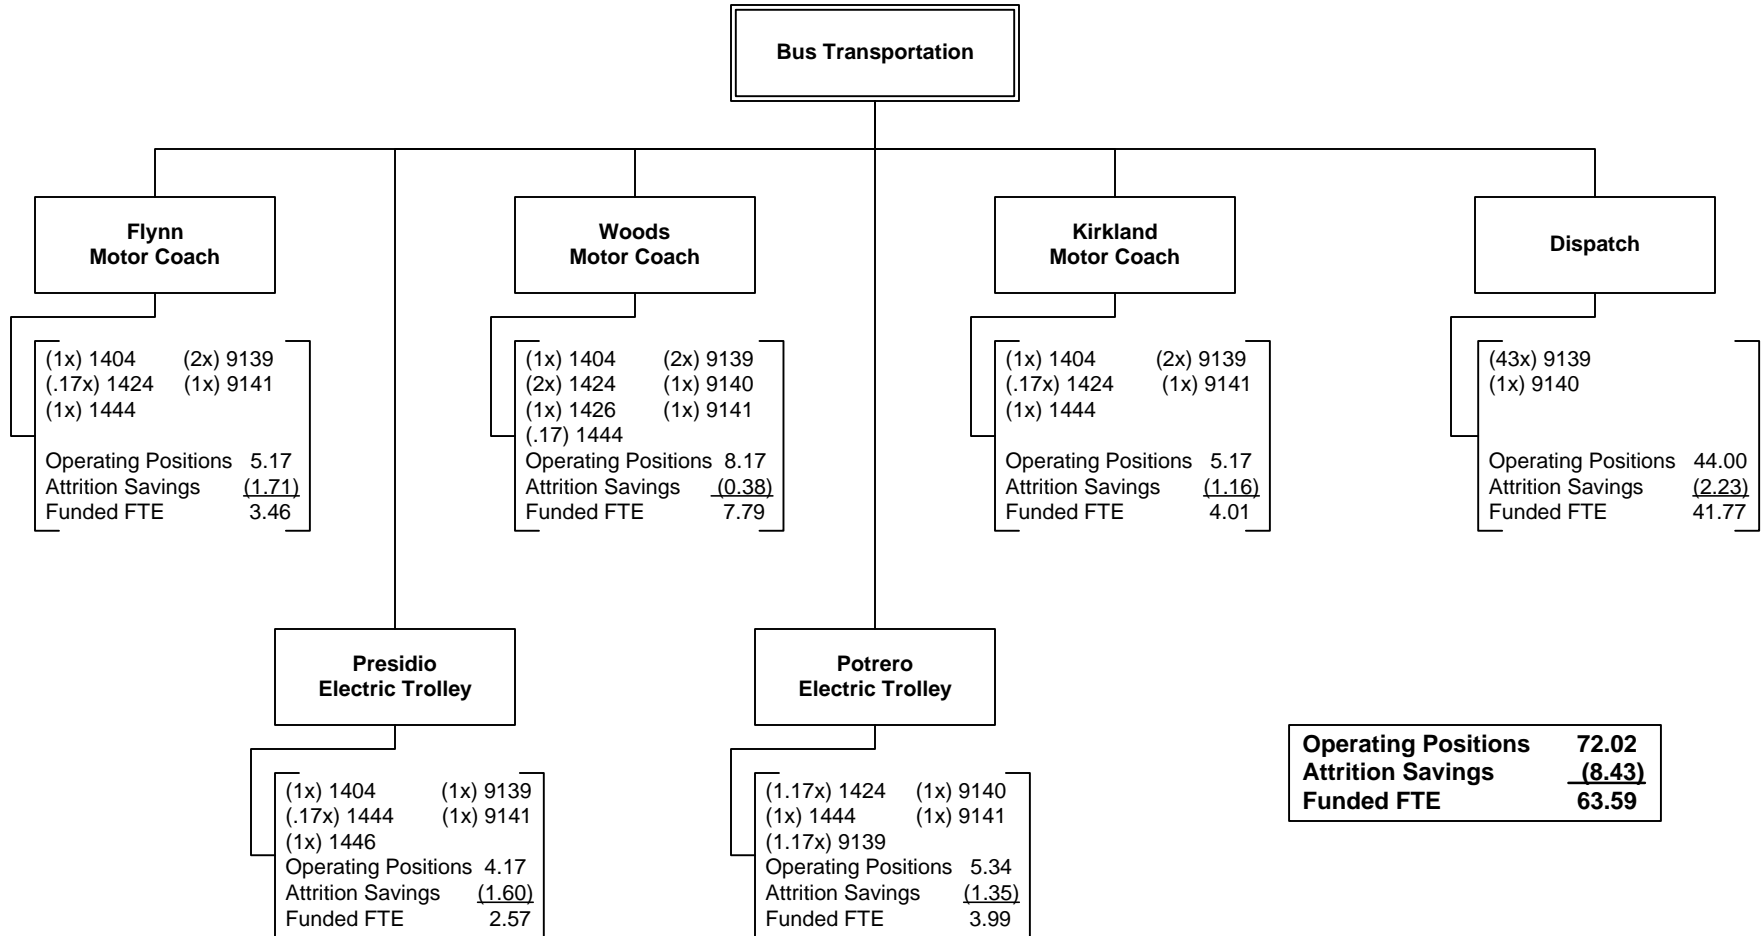 Bus Transportation
Flynn
Motor Coach
(1x) 1404 (2x) 9139
(.17x) 1424 (1x) 9141
(1x) 1444
Operating Positions 5.17
Attrition Savings (1.71)
Funded FTE 3.46
Woods
Motor Coach
(1x) 1404 (2x) 9139
(2x) 1424 (1x) 9140
(1x) 1426 (1x) 9141
(.17) 1444
Operating Positions 8.17
Attrition Savings (0.38)
Funded FTE 7.79
Kirkland
Motor Coach
(1x) 1404 (2x) 9139
(.17x) 1424 (1x) 9141
(1x) 1444
Operating Positions 5.17
Attrition Savings (1.16)
Funded FTE 4.01
Dispatch
(43x) 9139
(1x) 9140
Operating Positions 44.00
Attrition Savings (2.23)
Funded FTE 41.77
Presidio
Electric Trolley
(1x) 1404 (1x) 9139
(.17x) 1444 (1x) 9141
(1x) 1446
Operating Positions 4.17
Attrition Savings (1.60)
Funded FTE 2.57
Potrero
Electric Trolley
(1.17x) 1424 (1x) 9140
(1x) 1444 (1x) 9141
(1.17x) 9139
Operating Positions 5.34
Attrition Savings (1.35)
Funded FTE 3.99
Operating Positions 72.02
Attrition Savings (8.43)
Funded FTE 63.59